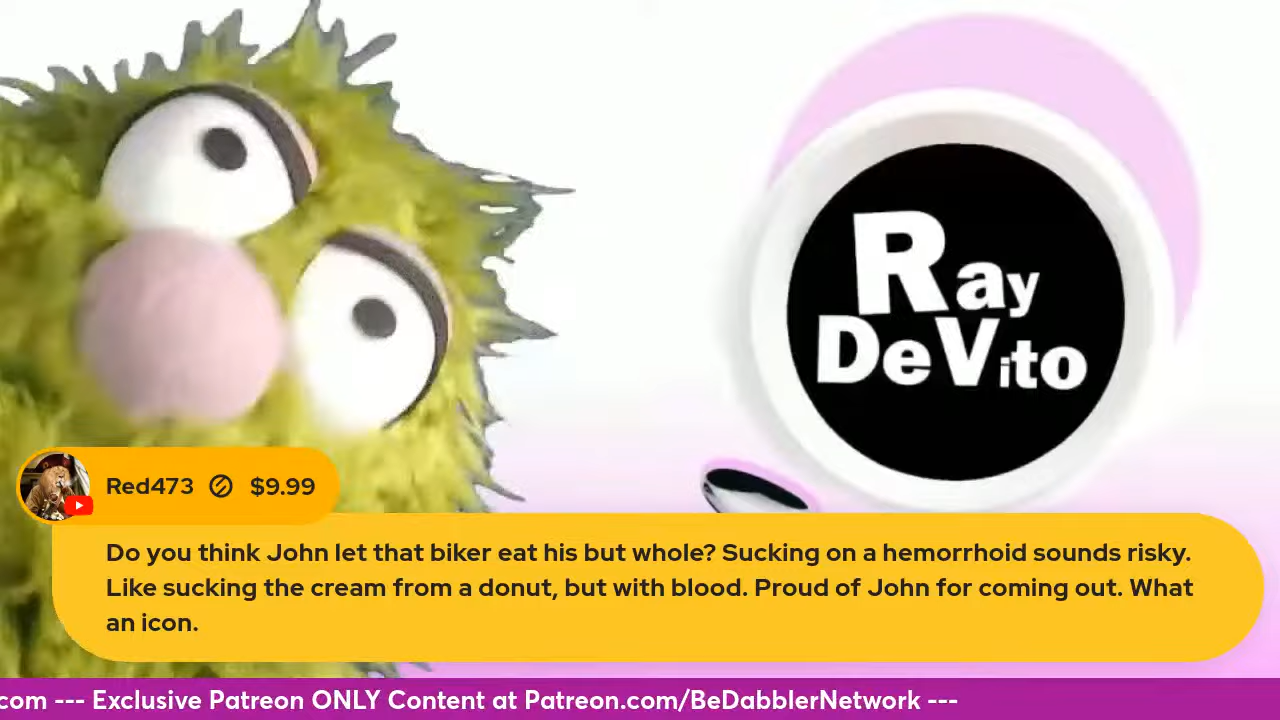 Ray
DeVito
Red473 $9.99
Do you think John let that biker eat his but whole? Sucking on a hemorrhoid sounds risky.
Like sucking the cream from a donut, but with blood. Proud of John for coming out. What
an icon.
.com --- Exclusive Patreon ONLY Content at Patreon.com/BeDabblerNetwork ---